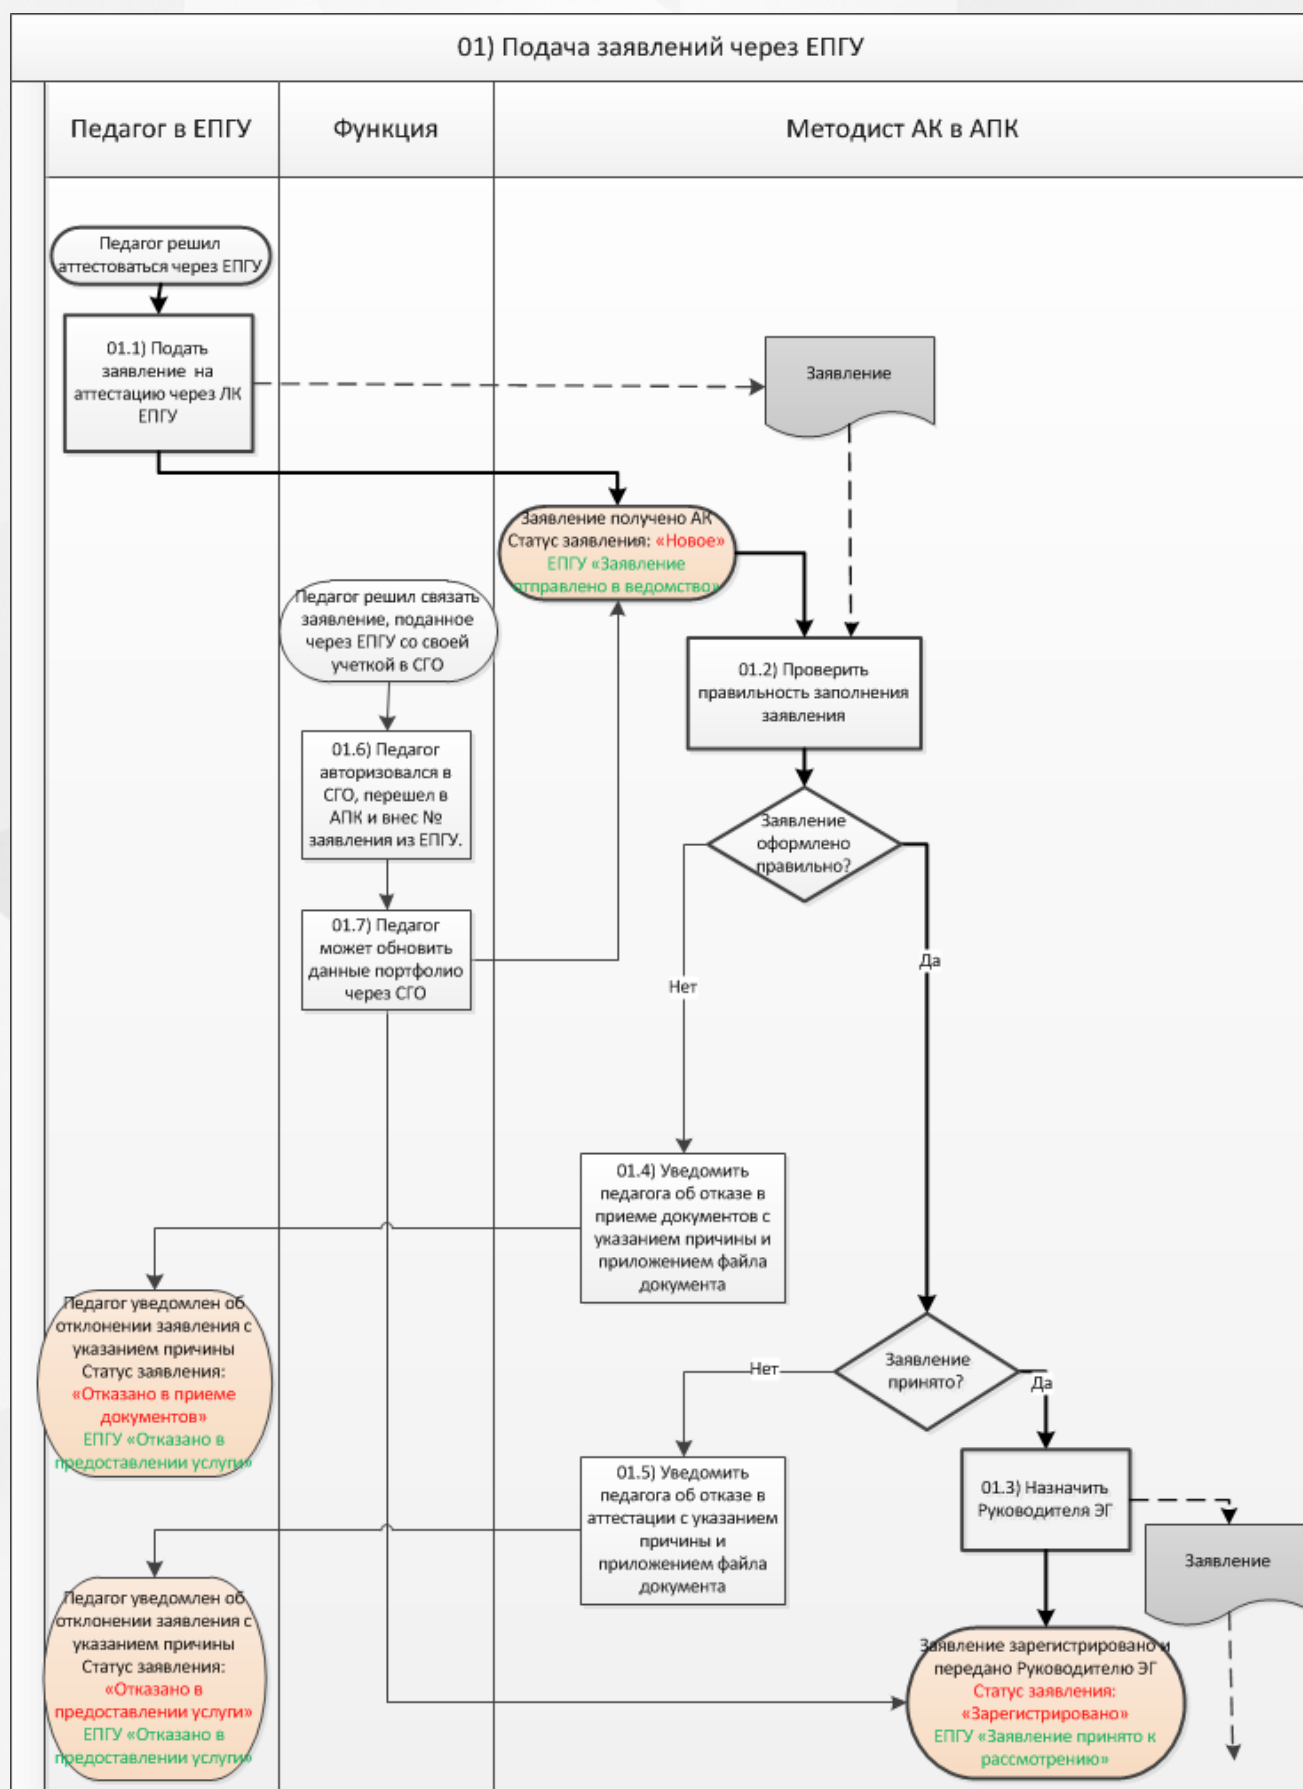 01) Подача заявлений через ЕПГУ
Педагог в ЕПГУ
Функция
Методист АК в АПК
Педагог решил
аттестоваться через ЕПГУ
01.1) Подать
заявление на
аттестацию через ЛК
ЕПГУ
Заявление
Заявление получено АК
Статус заявления: «Новое»
ЕПГУ «Заявление
отправлено в ведомство»
Педагог решил связать
заявление, поданное
через ЕПГУ со своей
учеткой в СГО
01.2) Проверить
правильность заполнения
заявления
01.6) Педагог
авторизовался в
СГО, перешел в
АПК и внес №
заявления из ЕПГУ.
Заявление
оформлено
правильно?
01.7) Педагог
может обновить
данные портфолио
через СГО
Да
Нет
01.4) Уведомить
педагога об отказе в
приеме документов с
указанием причины и
приложением файла
документа
Педагог уведомлен об
отклонении заявления с
указанием причины
Статус заявления:
«Отказано в приеме
документов»
ЕПГУ «Отказано в
предоставлении услуги»
Заявление
принято?
Нет
Да
01.5) Уведомить
педагога об отказе в
аттестации с указанием
причины и
приложением файла
документа
01.3) Назначить
Руководителя ЭГ
Заявление
Педагог уведомлен об
отклонении заявления с
указанием причины
Статус заявления:
«Отказано в
предоставлении услуги»
ЕПГУ «Отказано в
предоставлении услуги»
Заявление зарегистрировано и
передано Руководителю ЭГ
Статус заявления:
«Зарегистрировано»
ЕПГУ «Заявление принято к
рассмотрению»